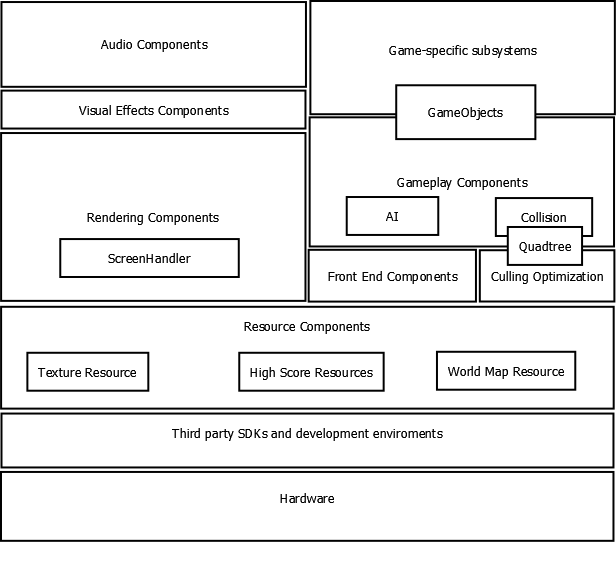 Audio Components
Game-specific subsystems
Visual Effects Components
GameObjects
Gameplay Components
Rendering Components
AI
Collision
ScreenHandler
Quadtree
Front End Components
Culling Optimization
Resource Components
Texture Resource
High Score Resources
World Map Resource
Third party SDKs and development enviroments
Hardware